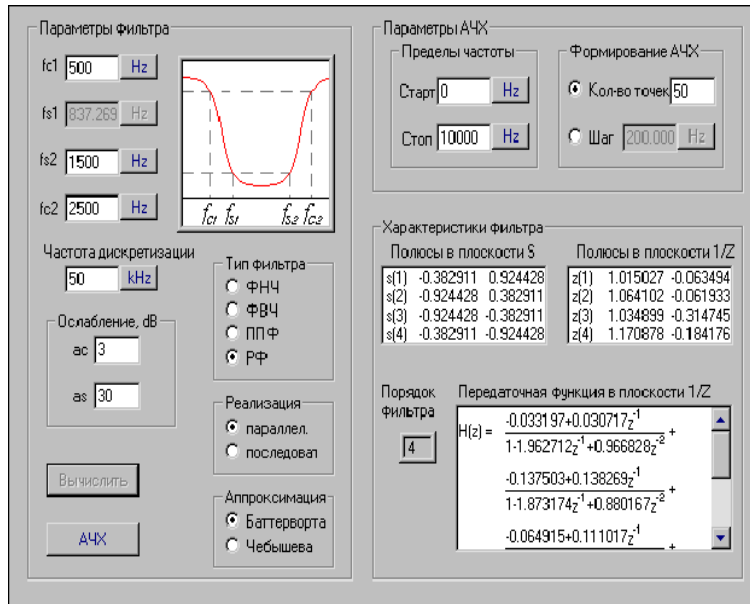 Параметры фильтра
fc1 500 Hz
fs1 837.269 Hz
fs2 1500 Hz
fc2 2500 Hz
fc1 fs1 fs2 fc2
Частота дискретизации
50 kHz
Ослабление, dB
ac 3
as 30
Вычислить
АЧХ
Тип фильтра
ФНЧ
ФВЧ
ППФ
РФ
Реализация
параллел.
последоват
Аппроксимация
Баттерворта
Чебышева
Параметры АЧХ
Пределы частоты
Старт 0 Hz
Стоп 10000 Hz
Формирование АЧХ
Кол-во точек 50
Шаг 200.000 Hz
Характеристики фильтра
Полюсы в плоскости S
s(1) -0.382911 0.924428
s(2) -0.924428 0.382911
s(3) -0.924428 -0.382911
s(4) -0.382911 -0.924428
Полюсы в плоскости 1/Z
z(1) 1.015027 -0.063494
z(2) 1.064102 -0.061933
z(3) 1.034899 -0.314745
z(4) 1.170878 -0.184176
Порядок
фильтра
4
Передаточная функция в плоскости 1/Z
-0.033197+0.030717z⁻¹
H(z) = +
1-1.962712z⁻¹+0.966828z⁻²
-0.137503+0.138269z⁻¹
+
1-1.873174z⁻¹+0.880167z⁻²
-0.064915+0.111017z⁻¹
+